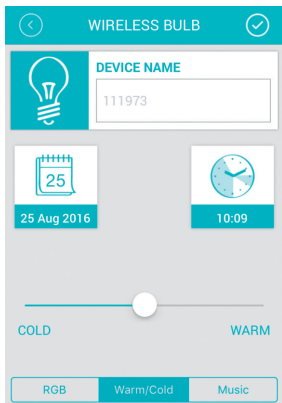 WIRELESS BULB
DEVICE NAME
111973
25
25 Aug 2016
10:09
COLD
WARM
RGB
Warm/Cold
Music